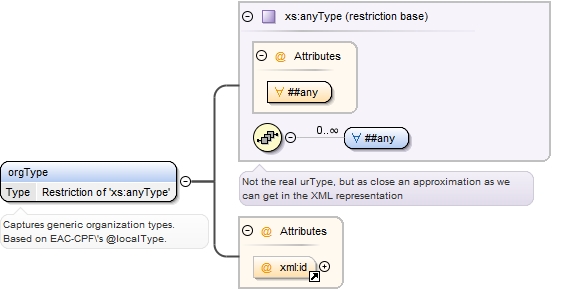 xs:anyType (restriction base)
@ Attributes
∀ ##any
0..∞
∀ ##any
orgType
Type Restriction of 'xs:anyType'
Not the real urType, but as close an approximation as we
can get in the XML representation
Captures generic organization types.
Based on EAC-CPF\'s @localType.
@ Attributes
@ xml:id